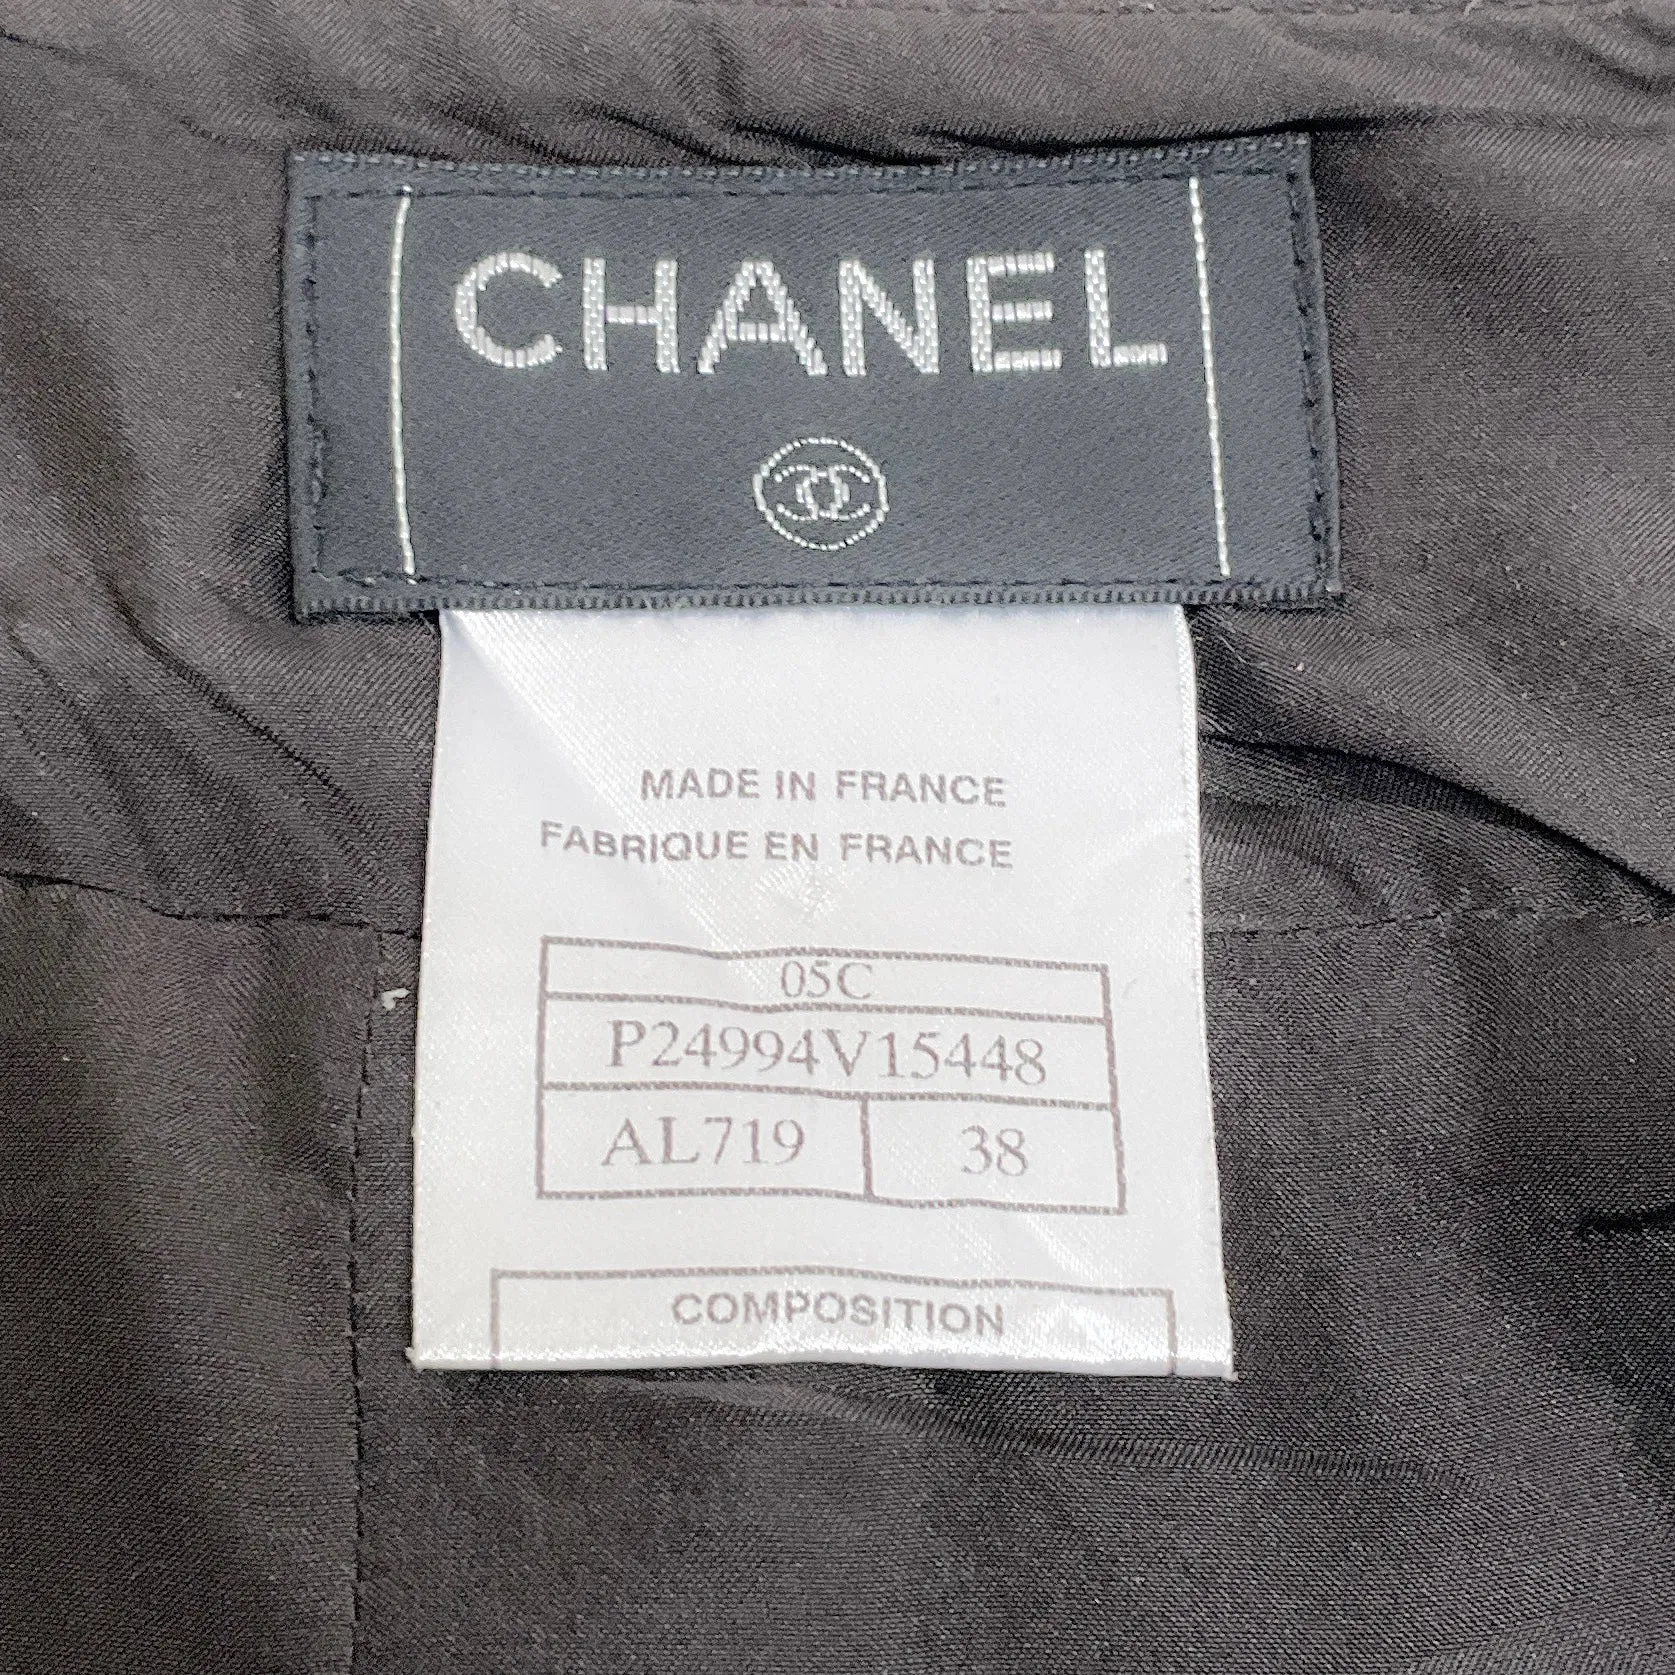 CHANEL
MADE IN FRANCE
FABRIQUE EN FRANCE
05C
P24994V15448
AL719 38
COMPOSITION